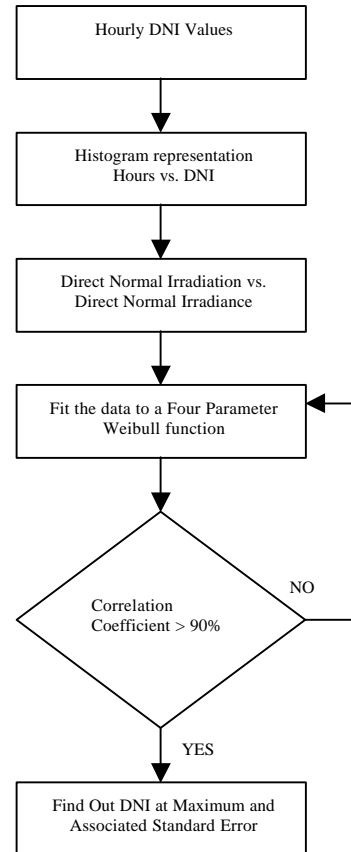 Hourly DNI Values
Histogram representation
Hours vs. DNI
Direct Normal Irradiation vs.
Direct Normal Irradiance
Fit the data to a Four Parameter
Weibull function
NO
Correlation
Coefficient > 90%
YES
Find Out DNI at Maximum and
Associated Standard Error